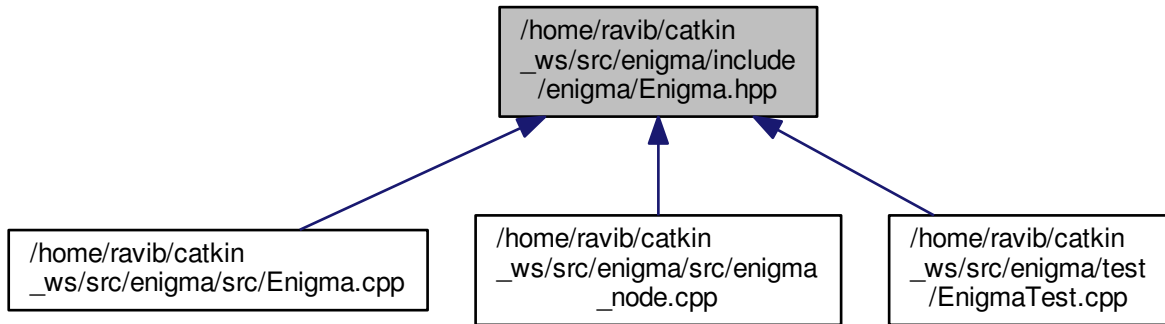 /home/ravib/catkin
_ws/src/enigma/include
/enigma/Enigma.hpp
/home/ravib/catkin
_ws/src/enigma/src/Enigma.cpp
/home/ravib/catkin
_ws/src/enigma/src/enigma
_node.cpp
/home/ravib/catkin
_ws/src/enigma/test
/EnigmaTest.cpp